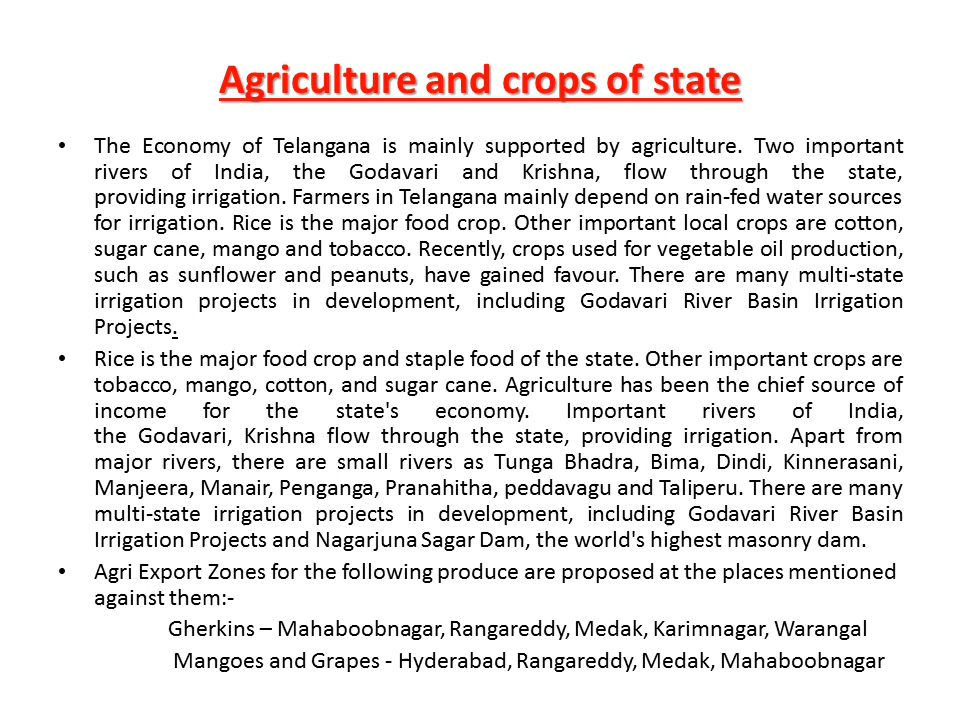 Agriculture and crops of state
• The Economy of Telangana is mainly supported by agriculture. Two important
rivers of India, the Godavari and Krishna, flow through the state,
providing irrigation. Farmers in Telangana mainly depend on rain-fed water sources
for irrigation. Rice is the major food crop. Other important local crops are cotton,
sugar cane, mango and tobacco. Recently, crops used for vegetable oil production,
such as sunflower and peanuts, have gained favour. There are many multi-state
irrigation projects in development, including Godavari River Basin Irrigation
Projects.
• Rice is the major food crop and staple food of the state. Other important crops are
tobacco, mango, cotton, and sugar cane. Agriculture has been the chief source of
income for the state's economy. Important rivers of India,
the Godavari, Krishna flow through the state, providing irrigation. Apart from
major rivers, there are small rivers as Tunga Bhadra, Bima, Dindi, Kinnerasani,
Manjeera, Manair, Penganga, Pranahitha, peddavagu and Taliperu. There are many
multi-state irrigation projects in development, including Godavari River Basin
Irrigation Projects and Nagarjuna Sagar Dam, the world's highest masonry dam.
• Agri Export Zones for the following produce are proposed at the places mentioned
against them:-
Gherkins – Mahaboobnagar, Rangareddy, Medak, Karimnagar, Warangal
Mangoes and Grapes - Hyderabad, Rangareddy, Medak, Mahaboobnagar